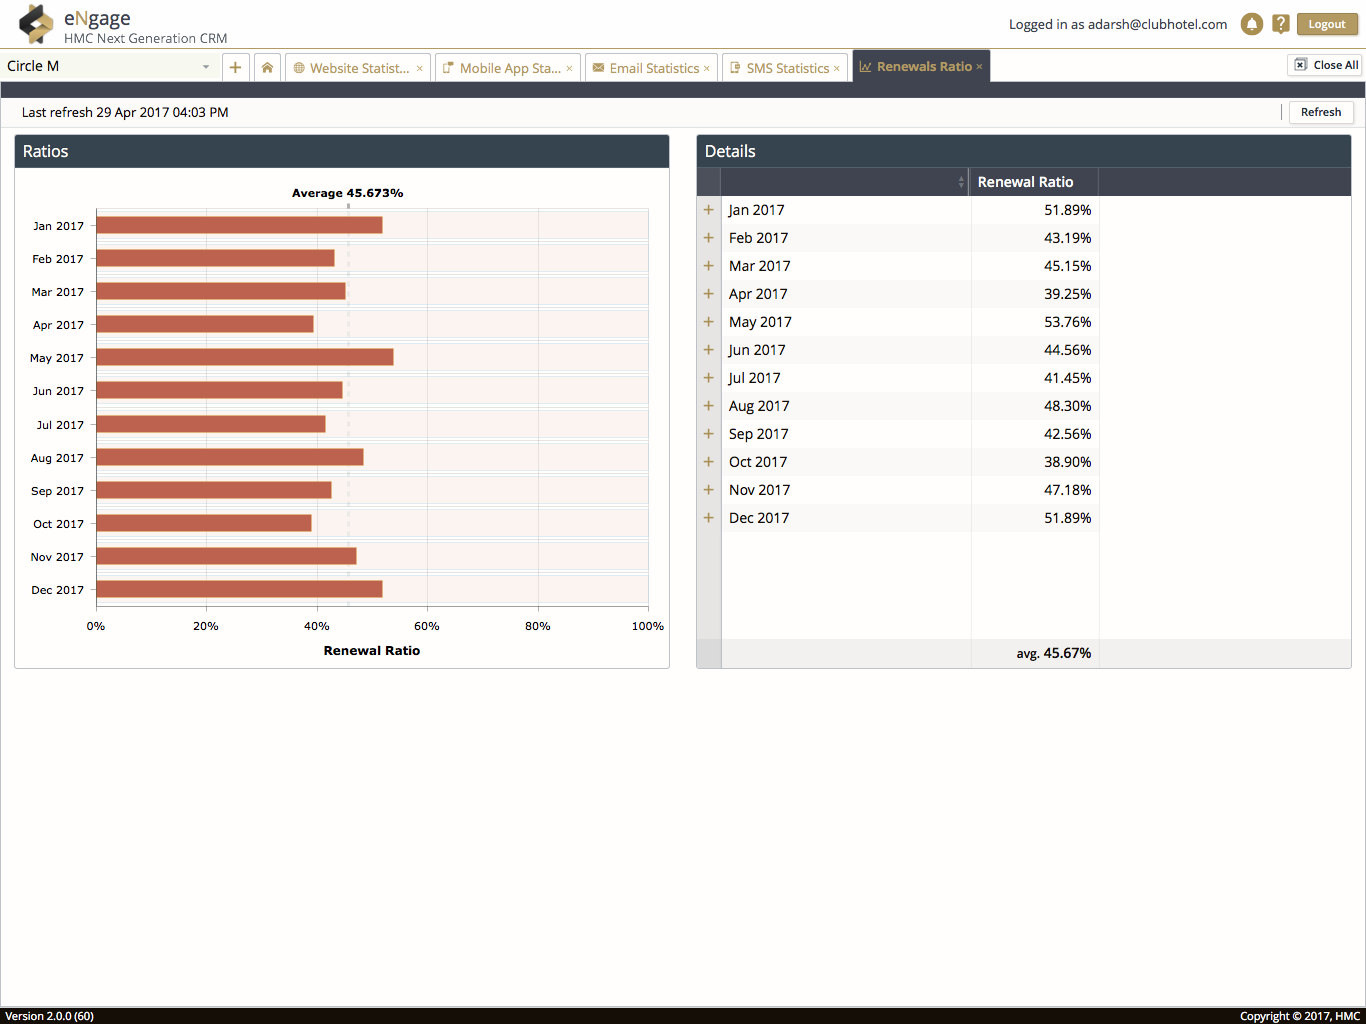 eNgage
HMC Next Generation CRM
Logged in as adarsh@clubhotel.com
?
Logout
Circle M
+
Website Statist... ×
Mobile App Sta... ×
Email Statistics ×
SMS Statistics ×
Renewals Ratio ×
Close All
Last refresh 29 Apr 2017 04:03 PM
Refresh
Ratios
Average 45.673%
Jan 2017
Feb 2017
Mar 2017
Apr 2017
May 2017
Jun 2017
Jul 2017
Aug 2017
Sep 2017
Oct 2017
Nov 2017
Dec 2017
0% 20% 40% 60% 80% 100%
Renewal Ratio
Details
Renewal Ratio
+ Jan 2017 51.89%
+ Feb 2017 43.19%
+ Mar 2017 45.15%
+ Apr 2017 39.25%
+ May 2017 53.76%
+ Jun 2017 44.56%
+ Jul 2017 41.45%
+ Aug 2017 48.30%
+ Sep 2017 42.56%
+ Oct 2017 38.90%
+ Nov 2017 47.18%
+ Dec 2017 51.89%
avg. 45.67%
Version 2.0.0 (60)
Copyright © 2017, HMC